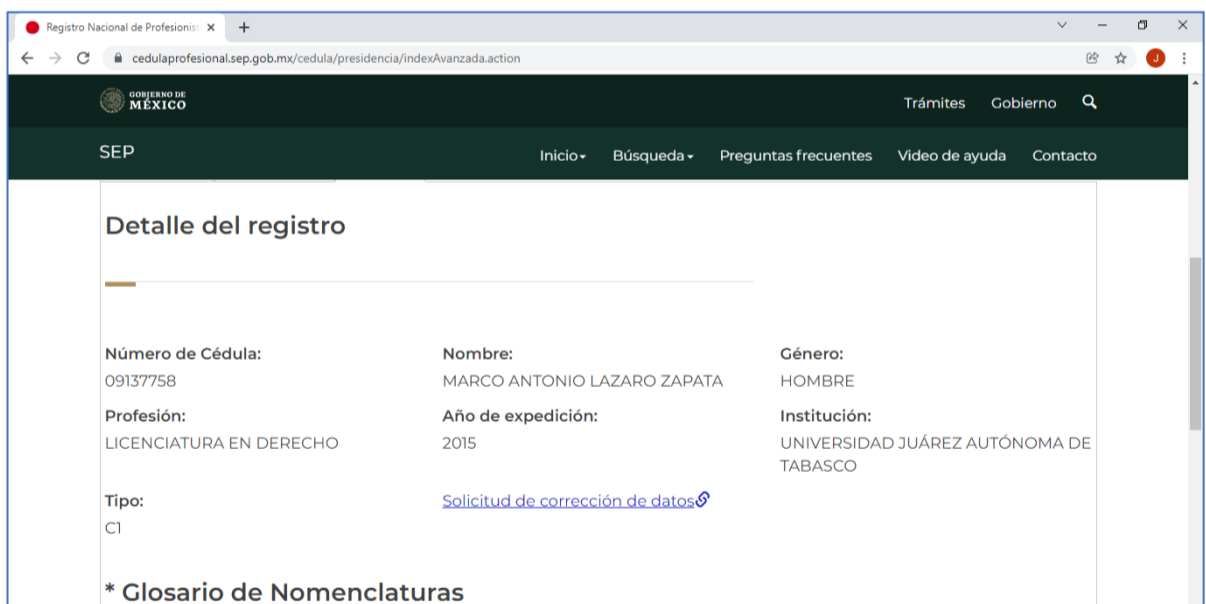 Registro Nacional de Profesionist
cedulaprofesional.sep.gob.mx/cedula/presidencia/indexAvanzada.action
J
GOBIERNO DE
MÉXICO
Trámites Gobierno
SEP
Inicio Búsqueda Preguntas frecuentes Video de ayuda Contacto
Detalle del registro
Número de Cédula: Nombre: Género:
09137758 MARCO ANTONIO LAZARO ZAPATA HOMBRE
Profesión: Año de expedición: Institución:
LICENCIATURA EN DERECHO 2015 UNIVERSIDAD JUÁREZ AUTÓNOMA DE
TABASCO
Tipo: Solicitud de corrección de datos
C1
* Glosario de Nomenclaturas